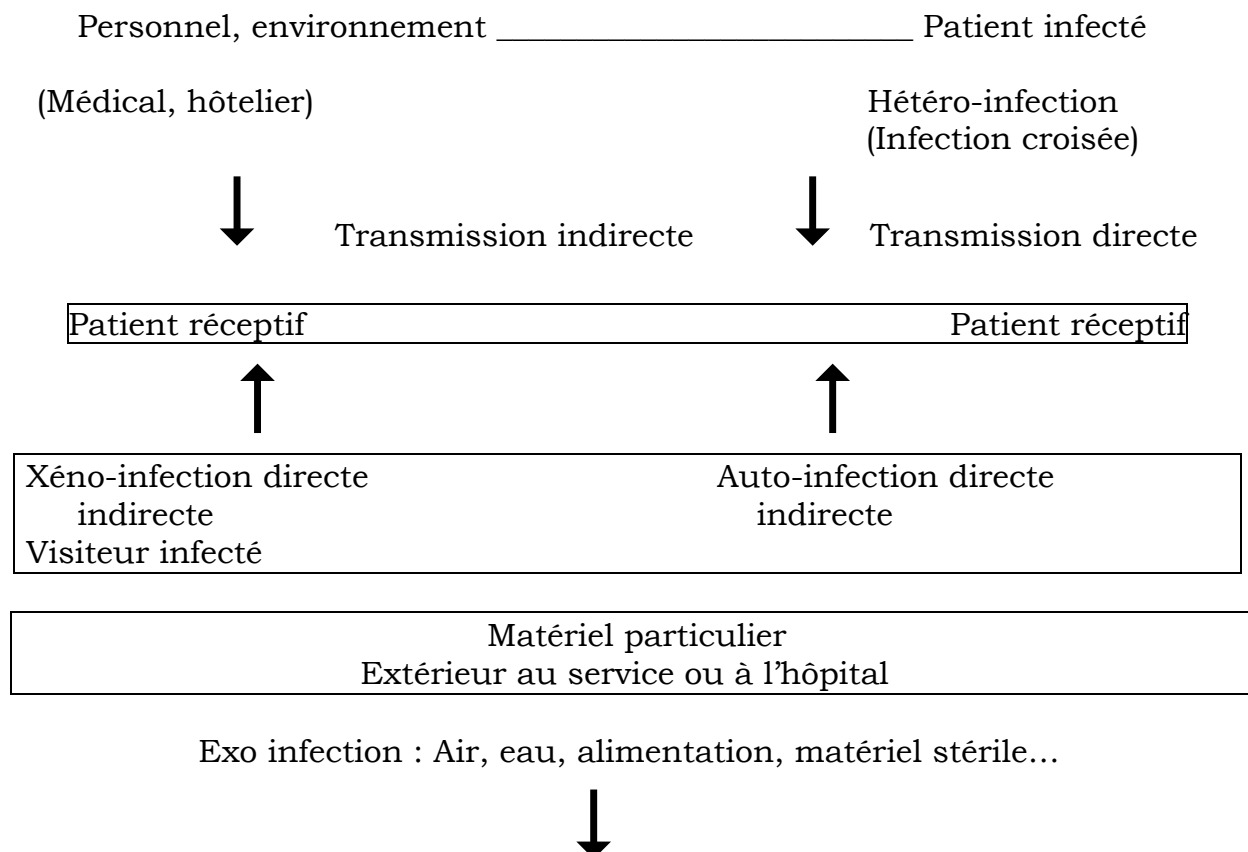 Personnel, environnement __________________________ Patient infecté
(Médical, hôtelier) Hétéro-infection
(Infection croisée)
Transmission indirecte Transmission directe
Patient réceptif Patient réceptif
Xéno-infection directe Auto-infection directe
indirecte indirecte
Visiteur infecté
Matériel particulier
Extérieur au service ou à l’hôpital
Exo infection : Air, eau, alimentation, matériel stérile…